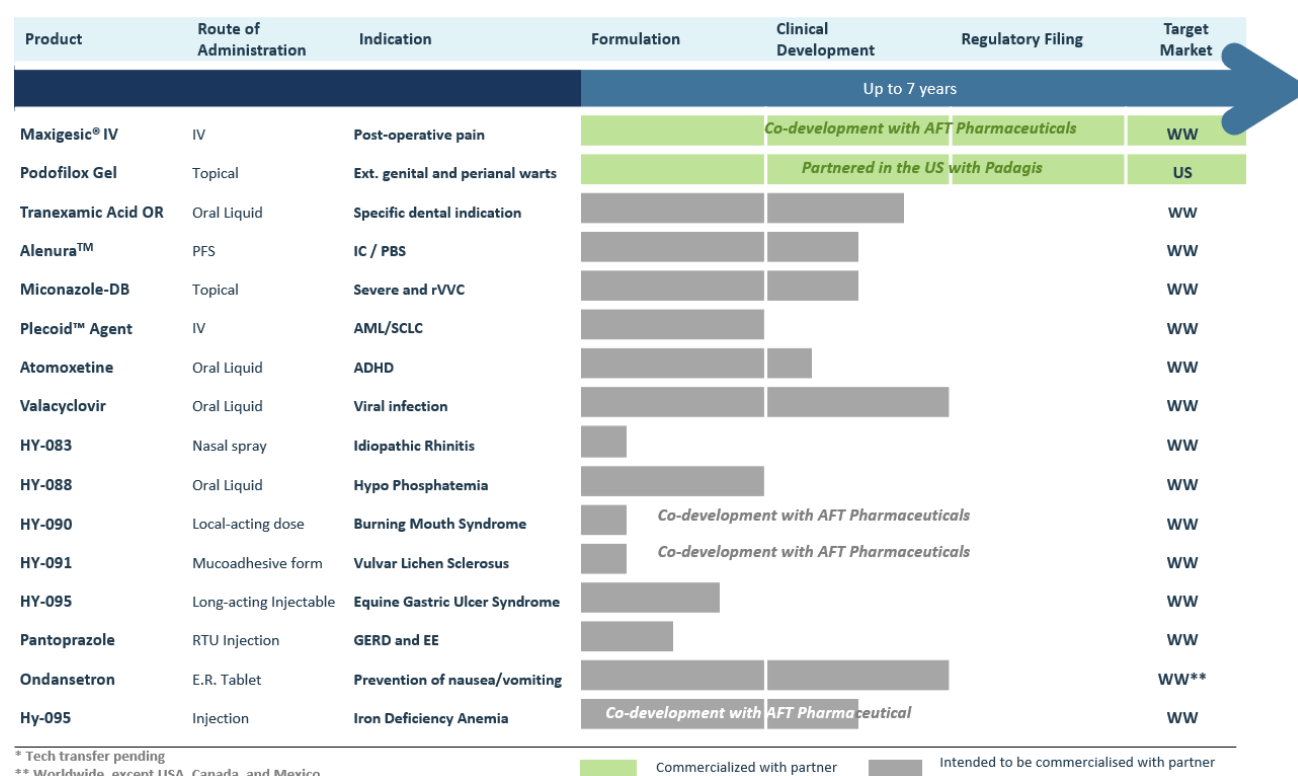 Product Route of Administration Indication Formulation Clinical Development Regulatory Filing Target Market
Up to 7 years
Maxigesic® IV IV Post-operative pain Co-development with AFT Pharmaceuticals WW
Podofilox Gel Topical Ext. genital and perianal warts Partnered in the US with Padagis US
Tranexamic Acid OR Oral Liquid Specific dental indication WW
Alenura™ PFS IC / PBS WW
Miconazole-DB Topical Severe and rVVC WW
Plecoid™ Agent IV AML/SCLC WW
Atomoxetine Oral Liquid ADHD WW
Valacyclovir Oral Liquid Viral infection WW
HY-083 Nasal spray Idiopathic Rhinitis WW
HY-088 Oral Liquid Hypo Phosphatemia WW
HY-090 Local-acting dose Burning Mouth Syndrome Co-development with AFT Pharmaceuticals WW
HY-091 Mucoadhesive form Vulvar Lichen Sclerosus Co-development with AFT Pharmaceuticals WW
HY-095 Long-acting Injectable Equine Gastric Ulcer Syndrome WW
Pantoprazole RTU Injection GERD and EE WW
Ondansetron E.R. Tablet Prevention of nausea/vomiting WW**
Hy-095 Injection Iron Deficiency Anemia Co-development with AFT Pharmaceutical WW
* Tech transfer pending
** Worldwide, except USA, Canada, and Mexico
Commercialized with partner Intended to be commercialised with partner